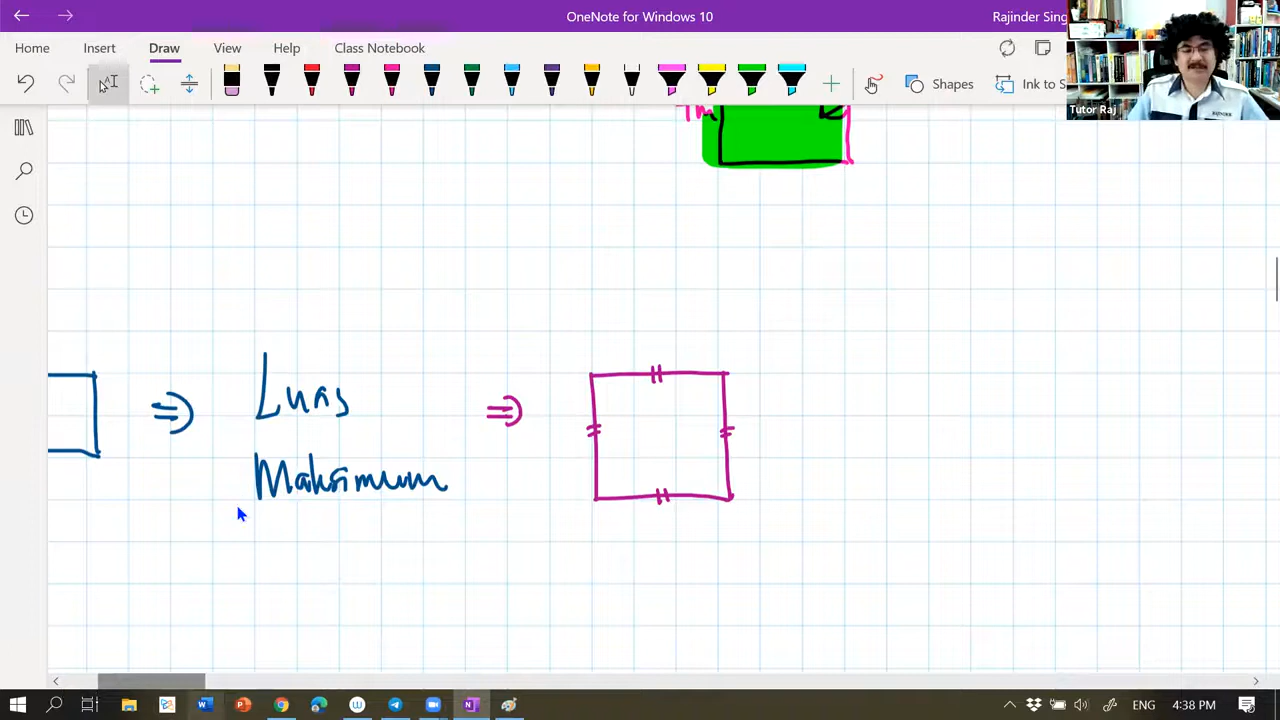 OneNote for Windows 10
Rajinder Sing
Home Insert Draw View Help Class Notebook
Shapes
Ink to S
Tutor Raj
Luas
Maksimum
ENG
4:38 PM